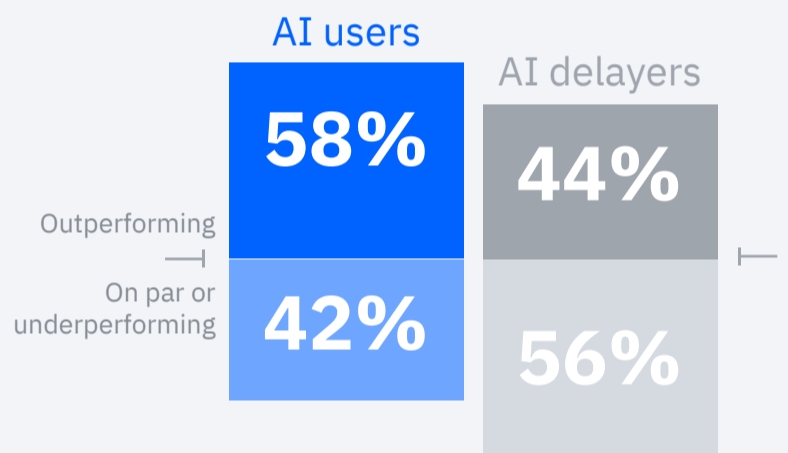 AI users
AI delayers
58%
44%
Outperforming
On par or
underperforming
42%
56%